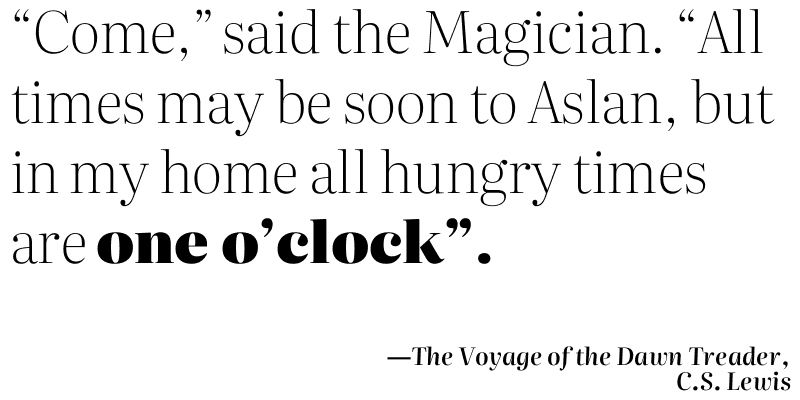 “Come,” said the Magician. “All
times may be soon to Aslan, but
in my home all hungry times
are one o’clock”.
—The Voyage of the Dawn Treader,
C.S. Lewis